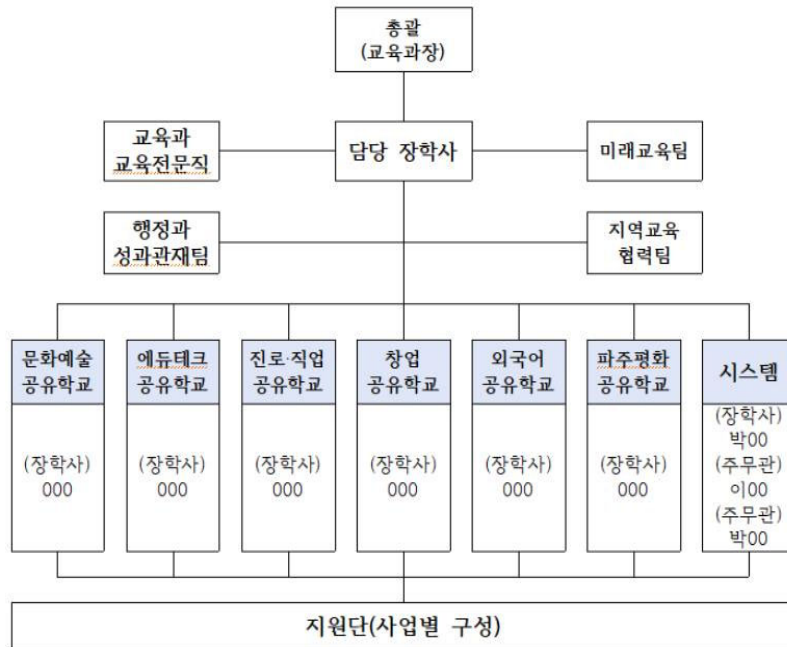 총괄
(교육과장)
교육과
교육전문직
담당 장학사
미래교육팀
행정과
성과관재팀
지역교육
협력팀
문화예술
공유학교
에듀테크
공유학교
진로·직업
공유학교
창업
공유학교
외국어
공유학교
파주평화
공유학교
시스템
(장학사)
000
(장학사)
000
(장학사)
000
(장학사)
000
(장학사)
000
(장학사)
000
(장학사)
박00
(주무관)
이00
(주무관)
박00
지원단(사업별 구성)